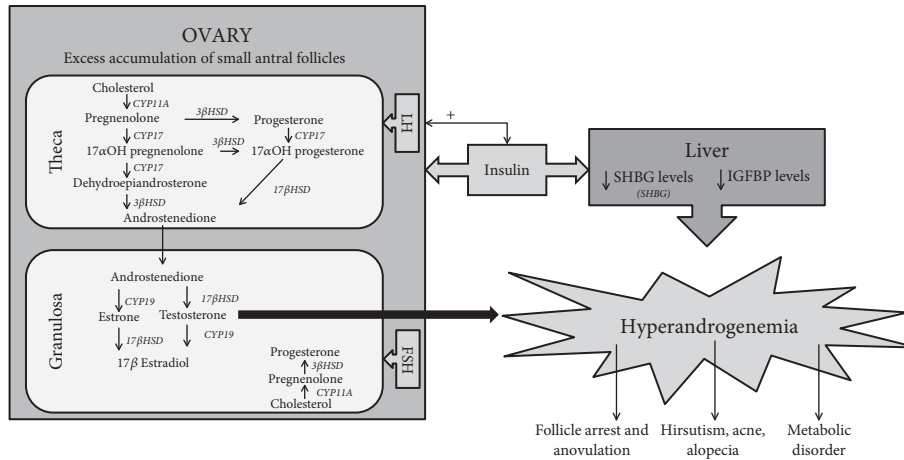 OVARY
Excess accumulation of small antral follicles
Theca
Cholesterol
CYP11A
Pregnenolone
3βHSD
Progesterone
CYP17
CYP17
17αOH pregnenolone
3βHSD
17αOH progesterone
CYP17
Dehydroepiandrosterone
17βHSD
3βHSD
Androstenedione
LH
+
Insulin
Liver
SHBG levels
(SHBG)
IGFBP levels
Granulosa
Androstenedione
CYP19
17βHSD
Estrone
Testosterone
17βHSD
CYP19
17β Estradiol
Progesterone
3βHSD
Pregnenolone
CYP11A
Cholesterol
FSH
Hyperandrogenemia
Follicle arrest and
anovulation
Hirsutism, acne,
alopecia
Metabolic
disorder